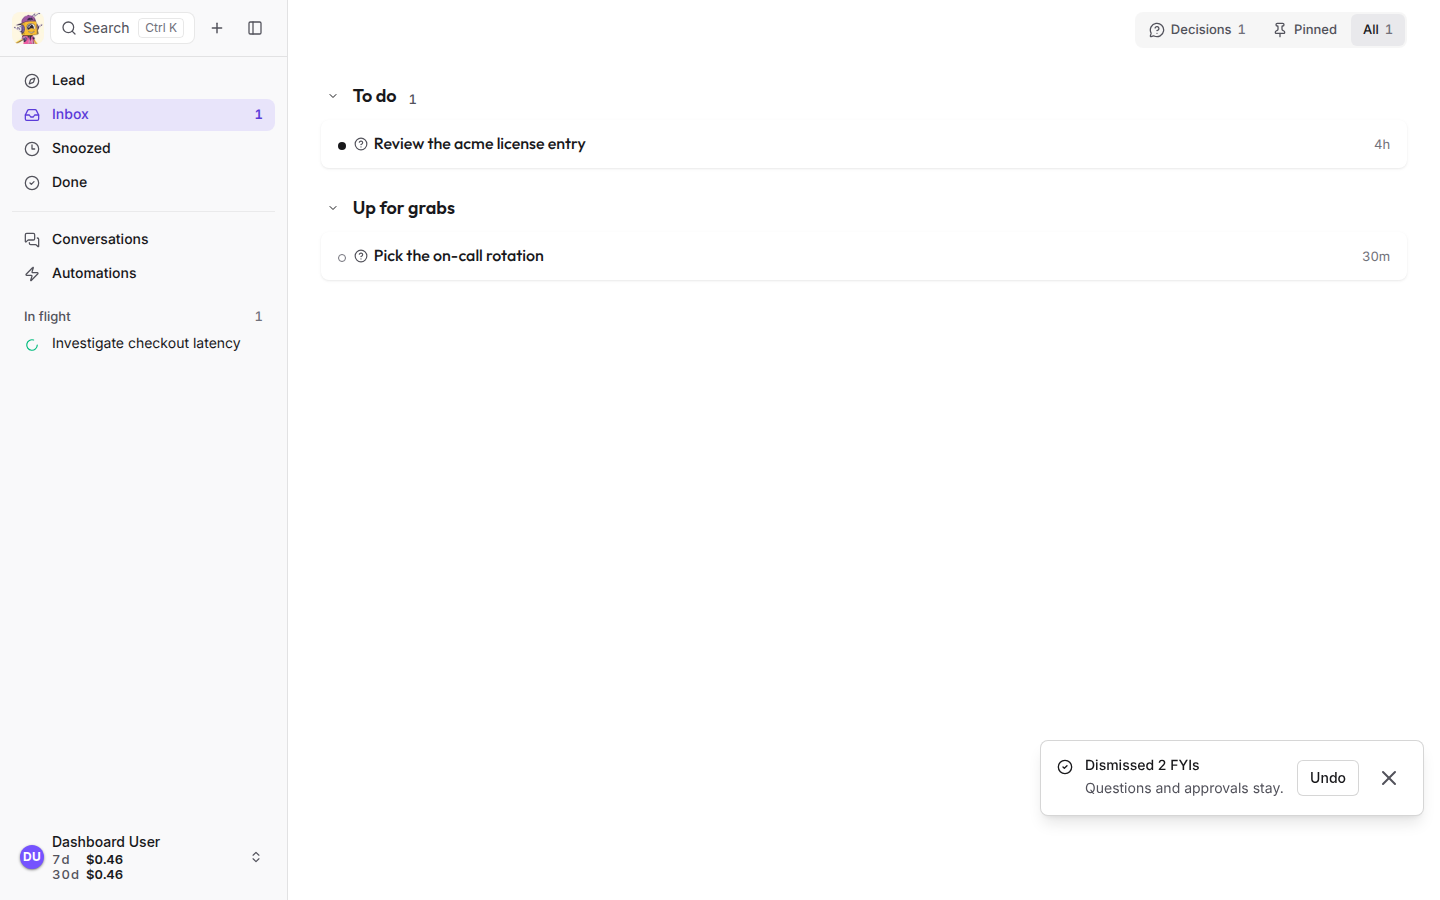 Search Ctrl K
Lead
Inbox 1
Snoozed
Done
Conversations
Automations
In flight 1
Investigate checkout latency
DU
Dashboard User
7d $0.46
30d $0.46
Decisions 1
Pinned
All 1
To do 1
Review the acme license entry 4h
Up for grabs
Pick the on-call rotation 30m
Dismissed 2 FYIs
Questions and approvals stay.
Undo